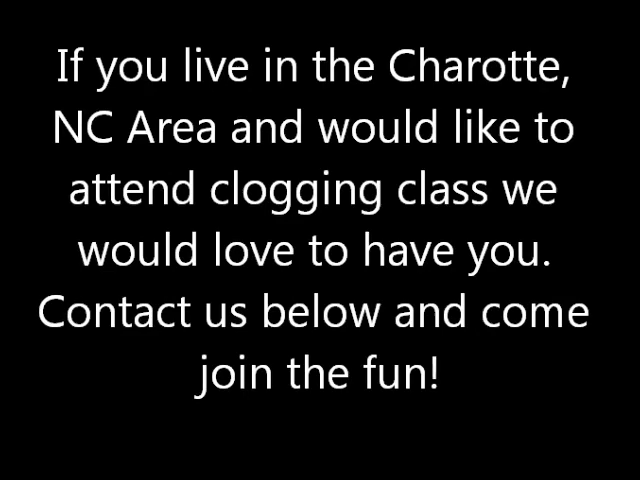 If you live in the Charotte,
NC Area and would like to
attend clogging class we
would love to have you.
Contact us below and come
join the fun!